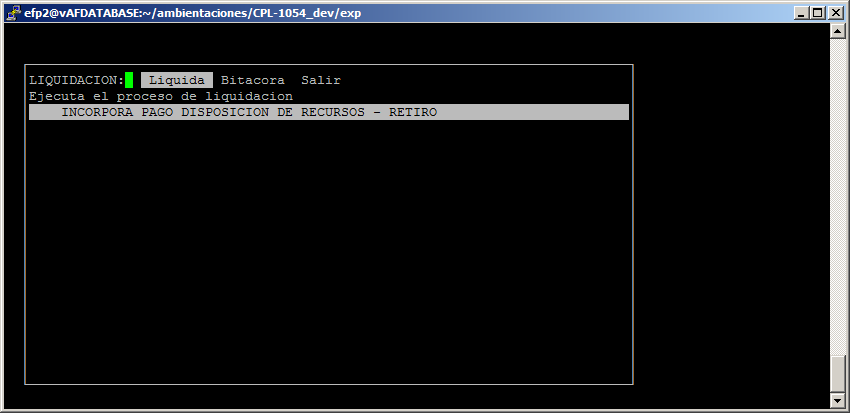 efp2@vAFDATABASE:~/ambientaciones/CPL-1054_dev/exp
LIQUIDACION: Liquida Bitacora Salir
Ejecuta el proceso de liquidacion
INCORPORA PAGO DISPOSICION DE RECURSOS - RETIRO